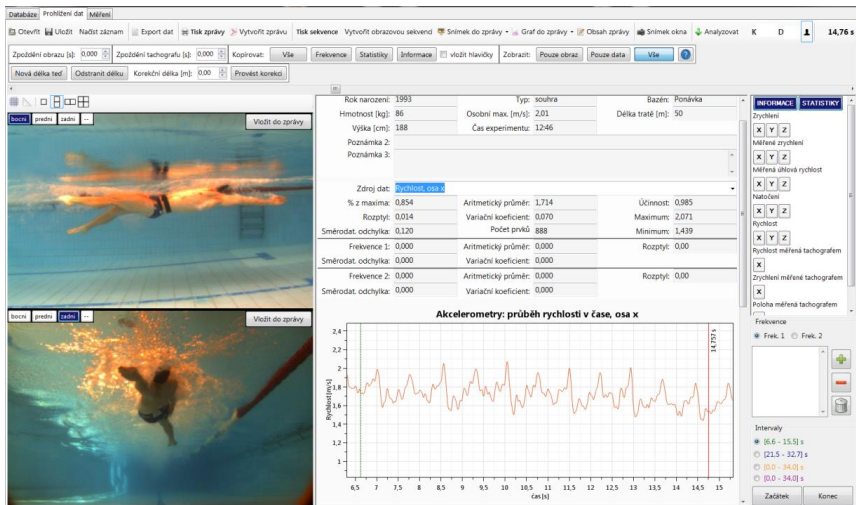 Databáze Prohlížení dat Měření
Otevřít Uložit Načíst záznam Export dat Tisk zprávy Vytvořit zprávu Tisk sekvence Vytvořit obrazovou sekvenci Snímek do zprávy Graf do zprávy Obsah zprávy Snímek okna Analyzovat K D 14,76 s
Zpoždění obrazu [s]: 0,000 Zpoždění tachografu [s]: 0,000 Kopírovat: Vše Frekvence Statistiky Informace vložit hlavičky Zobrazit: Pouze obraz Pouze data Vše ?
Nová délka teď Odstranit délku Korekční délka [m]: 0,00 Provést korekci
bocni predni zadni --
Vložit do zprávy
bocni predni zadni --
Vložit do zprávy
Rok narození: 1993 Typ: souhra Bazén: Ponávka
Hmotnost [kg]: 86 Osobní max. [m/s]: 2,01 Délka tratě [m]: 50
Výška [cm]: 188 Čas experimentu: 12:46
Poznámka 2:
Poznámka 3:
Zdroj dat: Rychlost, osa x
% z maxima: 0,854 Aritmetický průměr: 1,714 Účinnost: 0,985
Rozptyl: 0,014 Variační koeficient: 0,070 Maximum: 2,071
Směrodat. odchylka: 0,120 Počet prvků 888 Minimum: 1,439
Frekvence 1: 0,000 Aritmetický průměr: 0,000 Rozptyl: 0,00
Směrodat. odchylka: 0,000 Variační koeficient: 0,000
Frekvence 2: 0,000 Aritmetický průměr: 0,000 Rozptyl: 0,00
Směrodat. odchylka: 0,000 Variační koeficient: 0,000
Akcelerometry: průběh rychlosti v čase, osa x
Rychlost[m/s]
2,4
2,2
2
1,8
1,6
1,4
1,2
1
14,757 s
6,5 7 7,5 8 8,5 9 9,5 10 10,5 11 11,5 12 12,5 13 13,5 14 14,5 15
čas [s]
INFORMACE STATISTIKY
Zrychlení
X Y Z
Měřené zrychlení
X Y Z
Měřená úhlová rychlost
X Y Z
Natočení
X Y Z
Rychlost
X Y Z
Rychlost měřená tachografem
X
Zrychlení měřené tachografem
X
Poloha měřená tachografem
Frekvence
Frek. 1 Frek. 2
Intervaly
[6.6 - 15.5] s
[21.5 - 32.7] s
[0.0 - 34.0] s
[0.0 - 34.0] s
Začátek Konec